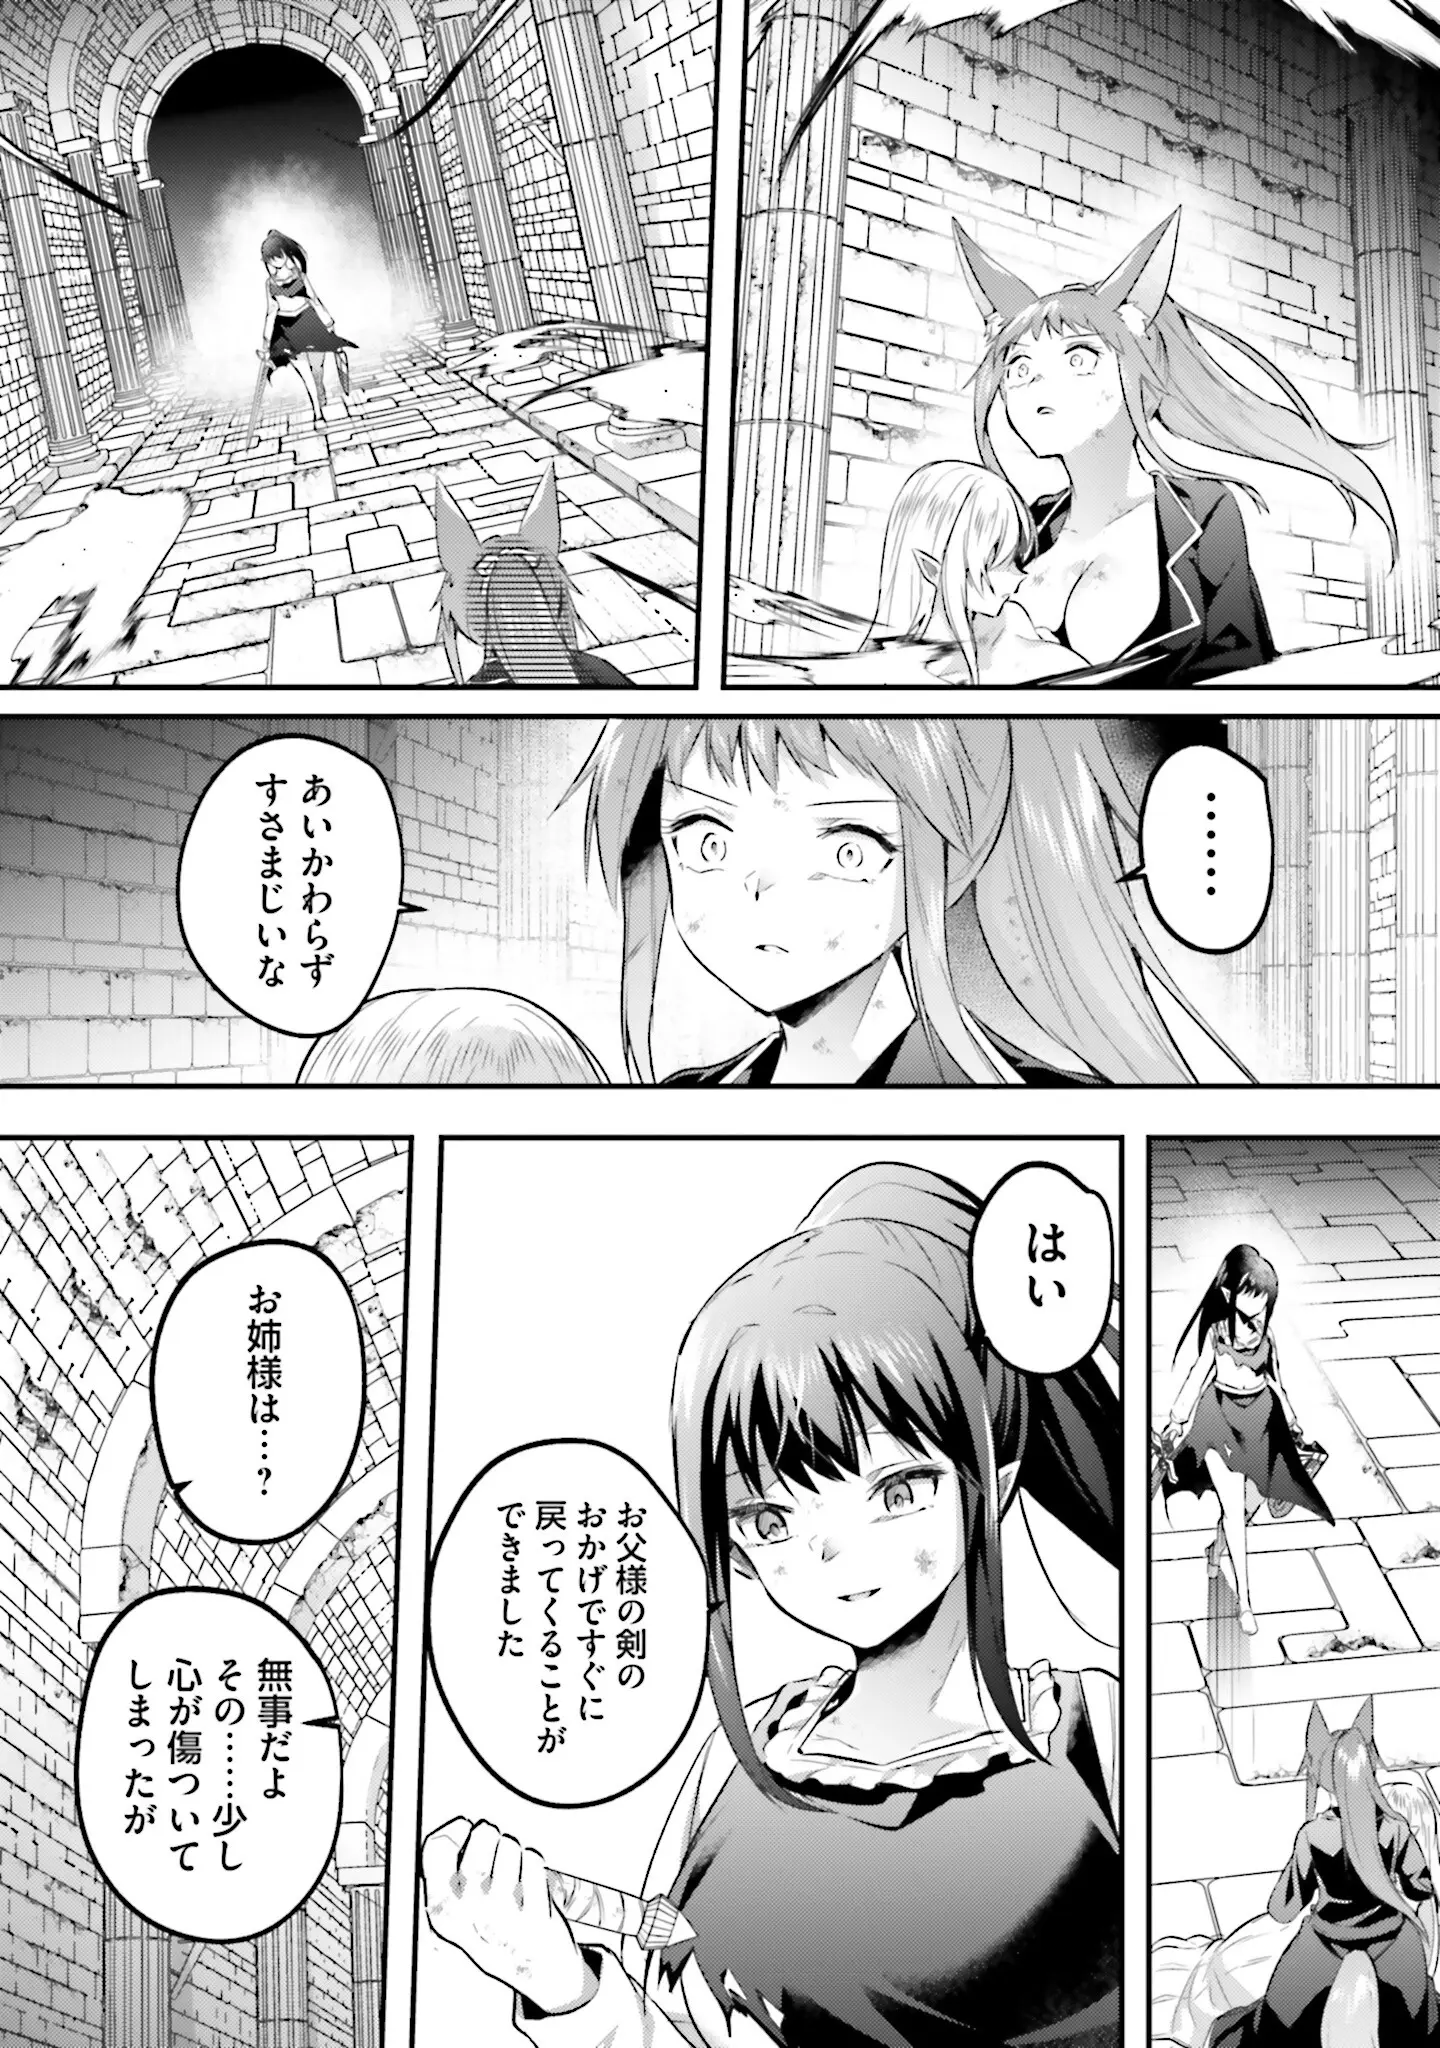 ………
あいかわらず
すさまじいな
はい
お父様の剣の
おかげですぐに
戻ってくることが
できました
お姉様は…?
無事だよ
その……少し
心が傷ついて
しまったが